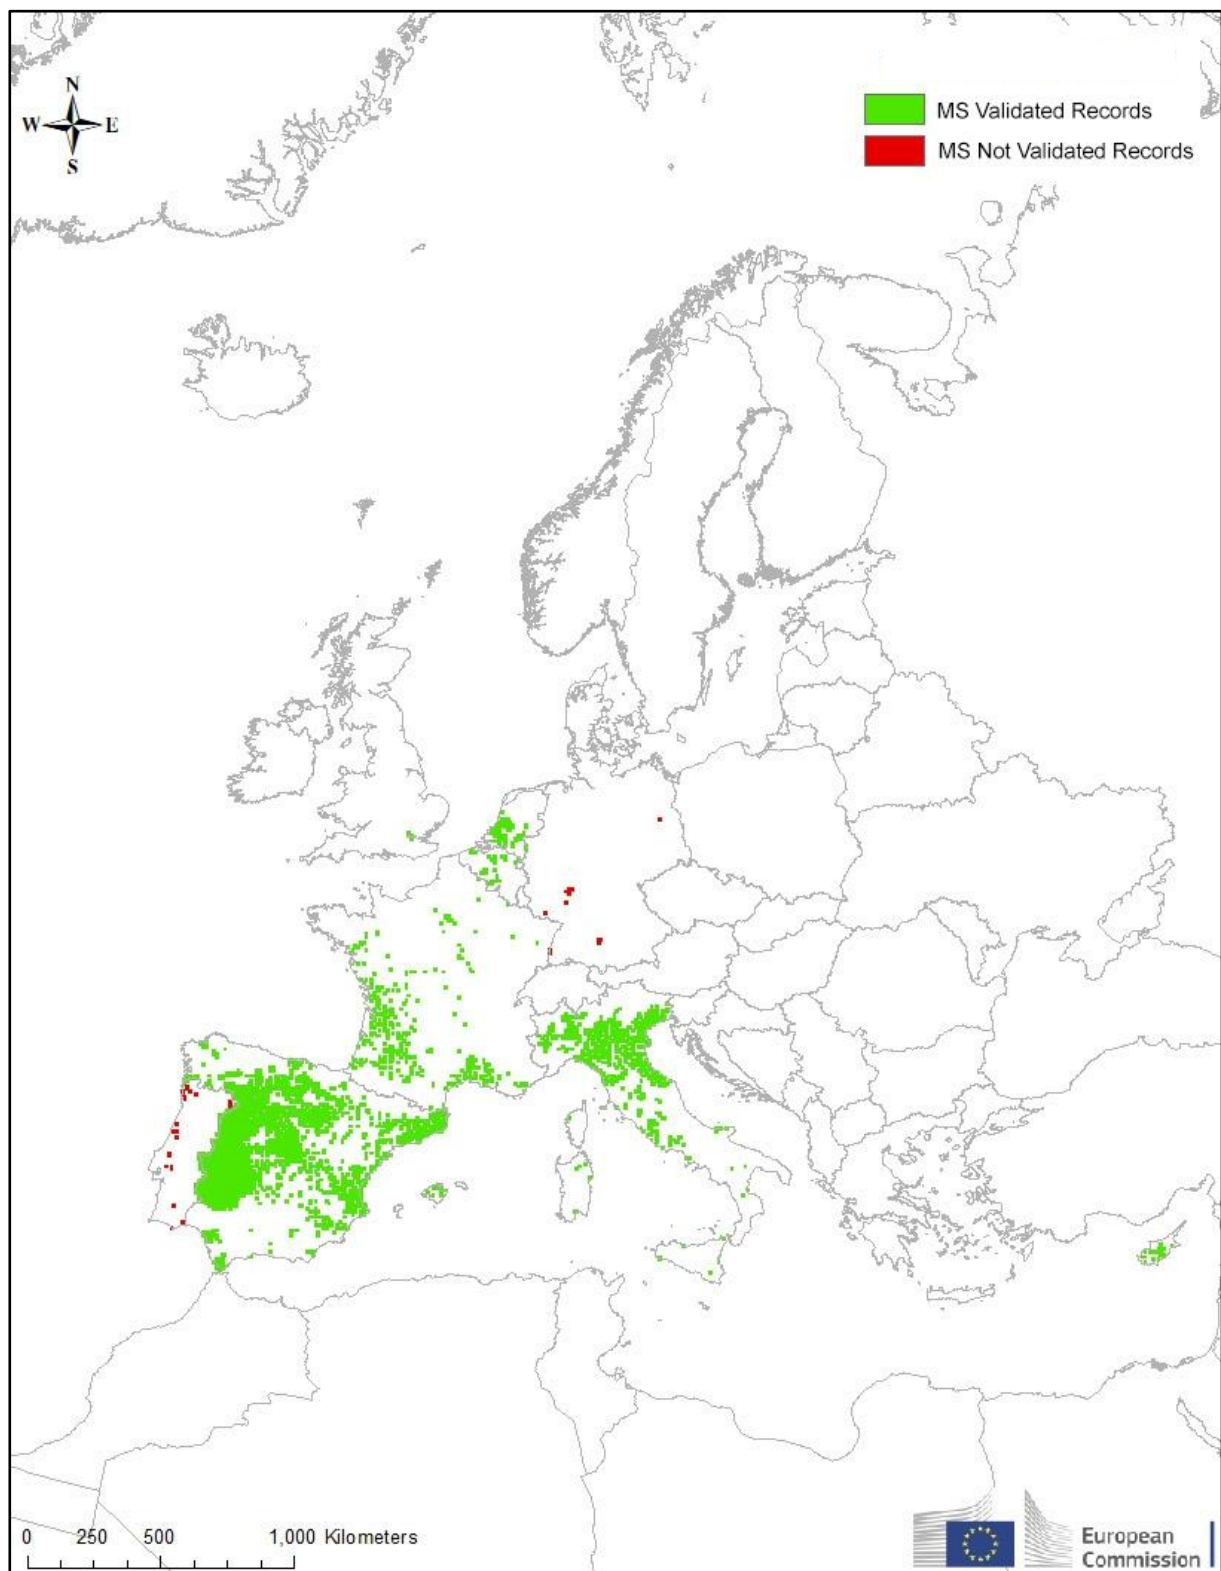 N
W E
S
MS Validated Records
MS Not Validated Records
0 250 500 1,000 Kilometers
European
Commission